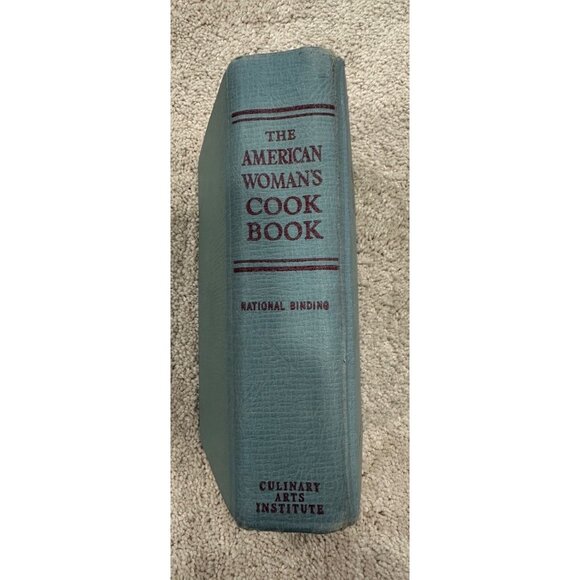 THE
AMERICAN
WOMAN'S
COOK
BOOK
NATIONAL BINDING
CULINARY
ARTS
INSTITUTE